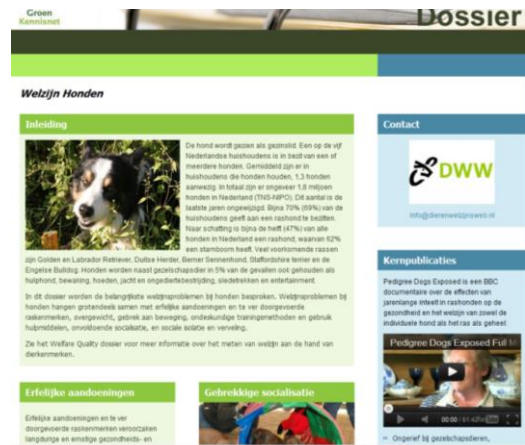 Groen
Kennisnet
Dossier
Welzijn Honden
Inleiding
De hond wordt gezien als gezinslid. Een op de vijf
Nederlandse huishoudens is in bezit van een of
meerdere honden. Gemiddeld zijn er in
huishoudens die honden houden, 1,3 honden
aanwezig. In totaal zijn er ongeveer 1,8 miljoen
honden in Nederland (TNS-NIPO). Dit aantal is de
laatste jaren ongewijzigd. Bijna 70% (69%) van de
huishoudens geeft aan een rashond te bezitten.
Naar schatting is bijna de helft (47%) van alle
honden in Nederland een rashond, waarvan 62%
een stamboom heeft. Veel voorkomende rassen
zijn Golden en Labrador Retriever, Duitse Herder, Berner Sennenhond, Staffordshire terrier en de
Engelse Bulldog. Honden worden naast gezelschapsdier in 5% van de gevallen ook gehouden als
hulphond, bewaking, hoeden, jacht en ongediertebestrijding, sledetrekken en entertainment.
In dit dossier worden de belangrijkste welzijnsproblemen bij honden besproken. Welzijnsproblemen bij
honden hangen grotendeels samen met erfelijke aandoeningen en te ver doorgevoerde
raskenmerken, overgewicht, gebrek aan beweging, ondeskundige trainingsmethoden en gebruik
hulpmiddelen, onvoldoende socialisatie, en sociale isolatie en verveling.
Zie het Welfare Quality dossier voor meer informatie over het meten van welzijn aan de hand van
dierkenmerken.
Erfelijke aandoeningen
Erfelijke aandoeningen en te ver
doorgevoerde raskenmerken veroorzaken
langdurige en ernstige gezondheids- en
Gebrekkige socialisatie
Contact
DWW
info@dierenwelzijnsweb.nl
Kernpublicaties
Pedigree Dogs Exposed is een BBC
documentaire over de effecten van
jarenlange inteelt in rashonden op de
gezondheid en het welzijn van zowel de
individuele hond als het ras als geheel.
Pedigree Dogs Exposed Full M
00:00
Ongerief bij gezelschapsdieren,